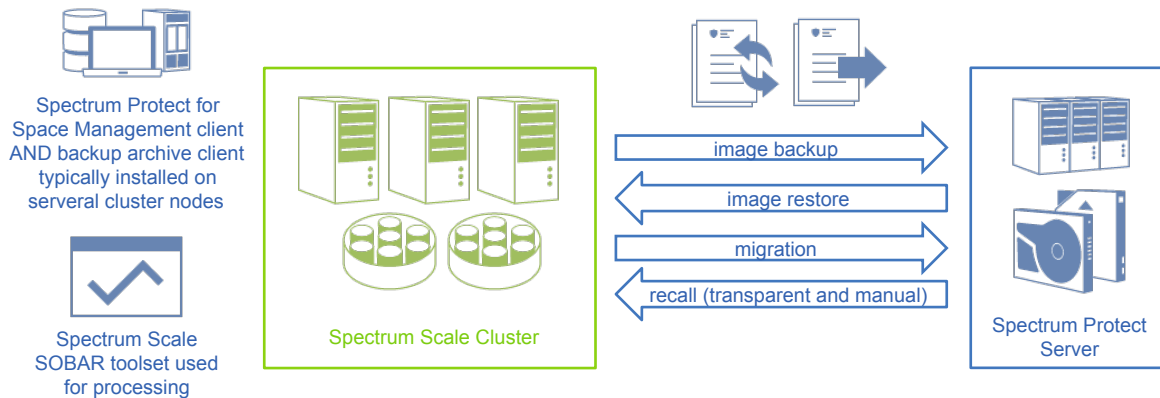 Spectrum Protect for
Space Management client
AND backup archive client
typically installed on
serveral cluster nodes
Spectrum Scale
SOBAR toolset used
for processing
Spectrum Scale Cluster
image backup
image restore
migration
recall (transparent and manual)
Spectrum Protect
Server